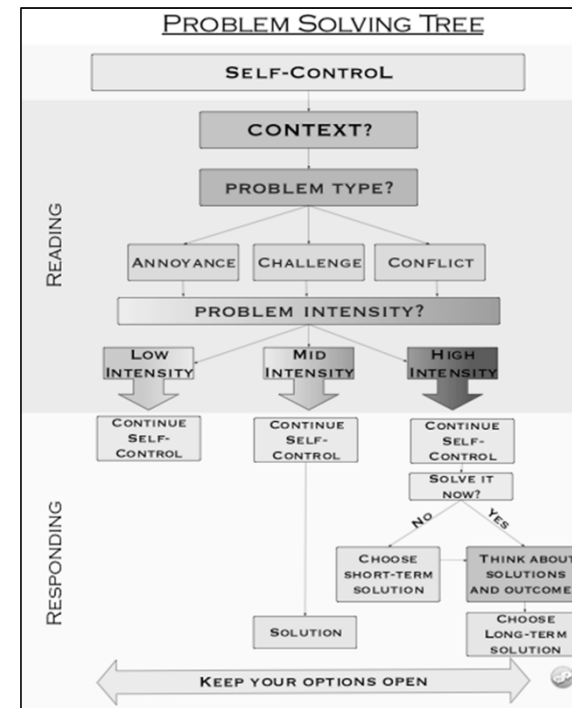 PROBLEM SOLVING TREE
SELF-CONTROL
CONTEXT?
PROBLEM TYPE?
READING
ANNOYANCE
CHALLENGE
CONFLICT
PROBLEM INTENSITY?
LOW
INTENSITY
MID
INTENSITY
HIGH
INTENSITY
RESPONDING
CONTINUE
SELF-
CONTROL
CONTINUE
SELF-
CONTROL
CONTINUE
SELF-
CONTROL
SOLVE IT
NOW?
NO
YES
CHOOSE
SHORT-TERM
SOLUTION
THINK ABOUT
SOLUTIONS
AND OUTCOME
SOLUTION
CHOOSE
LONG-TERM
SOLUTION
KEEP YOUR OPTIONS OPEN